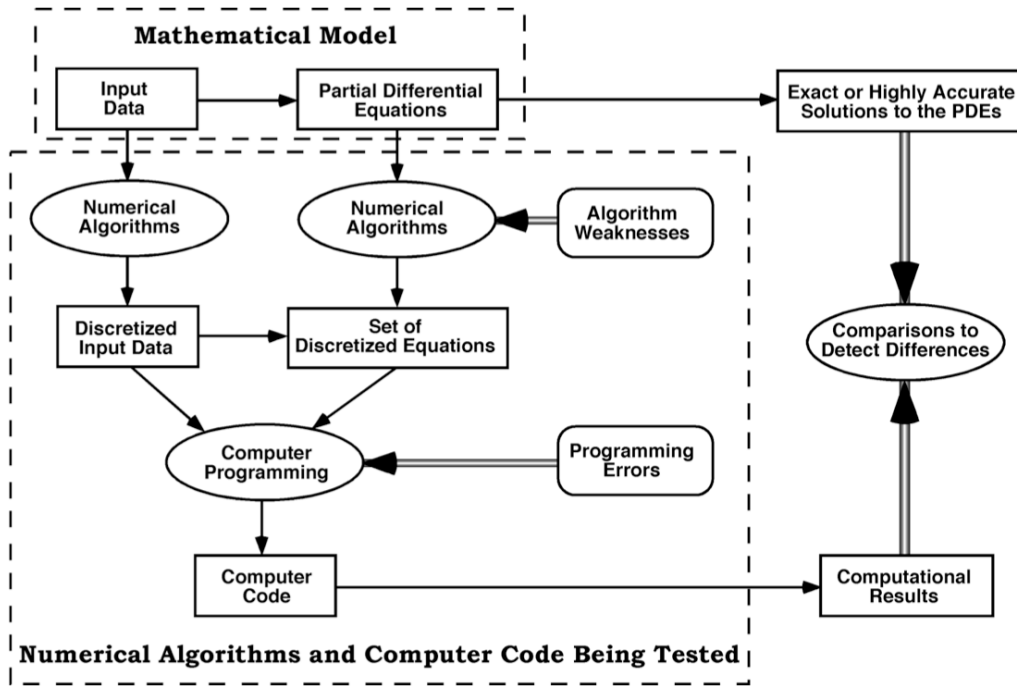 Mathematical Model
Input
Data
Partial Differential
Equations
Exact or Highly Accurate
Solutions to the PDEs
Numerical
Algorithms
Numerical
Algorithms
Algorithm
Weaknesses
Discretized
Input Data
Set of
Discretized Equations
Comparisons to
Detect Differences
Computer
Programming
Programming
Errors
Computer
Code
Computational
Results
Numerical Algorithms and Computer Code Being Tested